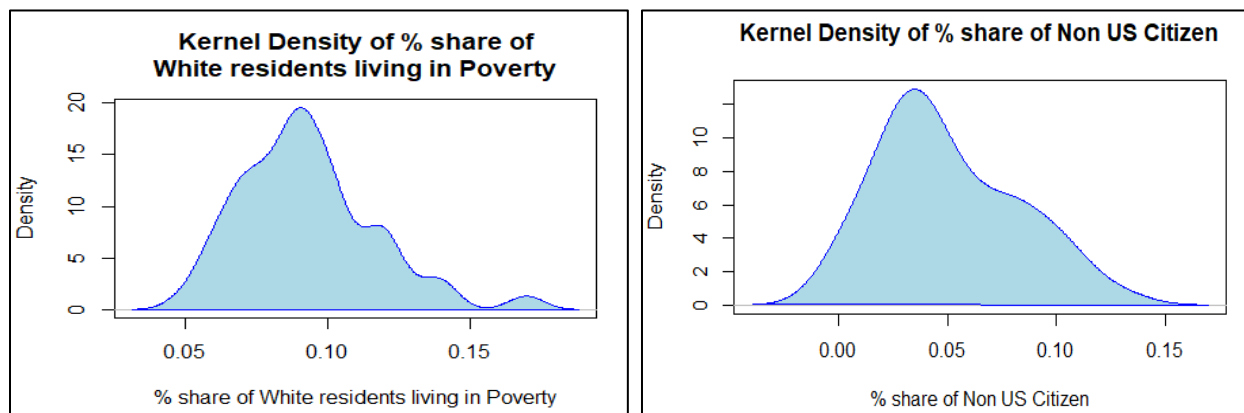 Kernel Density of % share of
White residents living in Poverty
20
15
10
5
0
Density
0.05 0.10 0.15
% share of White residents living in Poverty
Kernel Density of % share of Non US Citizen
10
8
6
4
2
0
Density
0.00 0.05 0.10 0.15
% share of Non US Citizen